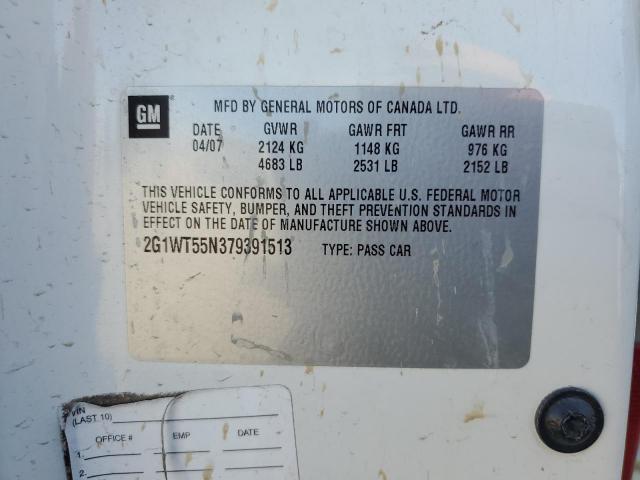 GM
MFD BY GENERAL MOTORS OF CANADA LTD.
DATE GVWR GAWR FRT GAWR RR
04/07 2124 KG 1148 KG 976 KG
4683 LB 2531 LB 2152 LB
THIS VEHICLE CONFORMS TO ALL APPLICABLE U.S. FEDERAL MOTOR
VEHICLE SAFETY, BUMPER, AND THEFT PREVENTION STANDARDS IN
EFFECT ON THE DATE OF MANUFACTURE SHOWN ABOVE.
2G1WT55N379391513 TYPE: PASS CAR
VIN
(LAST 10)
OFFICE # EMP DATE
1.
2.